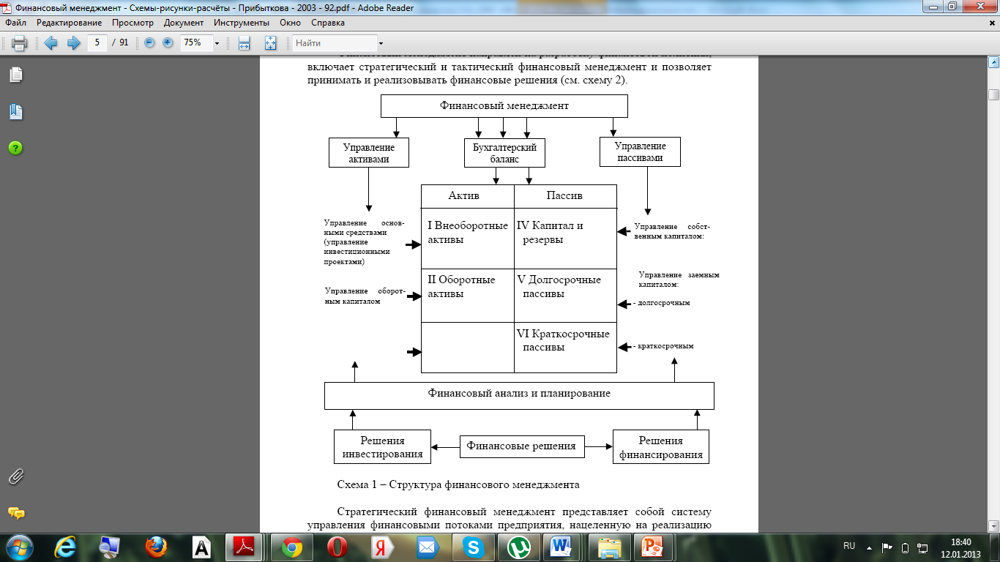 Финансовый менеджмент - Схемы-рисунки-расчёты - Прибыткова - 2003 - 92.pdf - Adobe Reader
Файл Редактирование Просмотр Документ Инструменты Окно Справка
5 / 91 75% Найти
включает стратегический и тактический финансовый менеджмент и позволяет
принимать и реализовывать финансовые решения (см. схему 2).
Финансовый менеджмент
Управление
активами
Бухгалтерский
баланс
Управление
пассивами
Актив Пассив
Управление основ-
ными средствами
(управление
инвестиционными
проектами)
I Внеоборотные
активы
IV Капитал и
резервы
Управление собст-
венным капиталом:
Управление оборот-
ным капиталом
II Оборотные
активы
V Долгосрочные
пассивы
Управление заемным
капиталом:
- долгосрочным
VI Краткосрочные
пассивы
- краткосрочным
Финансовый анализ и планирование
Решения
инвестирования
Финансовые решения
Решения
финансирования
Схема 1 – Структура финансового менеджмента
Стратегический финансовый менеджмент представляет собой систему
управления финансовыми потоками предприятия, нацеленную на реализацию
RU
18:40
12.01.2013